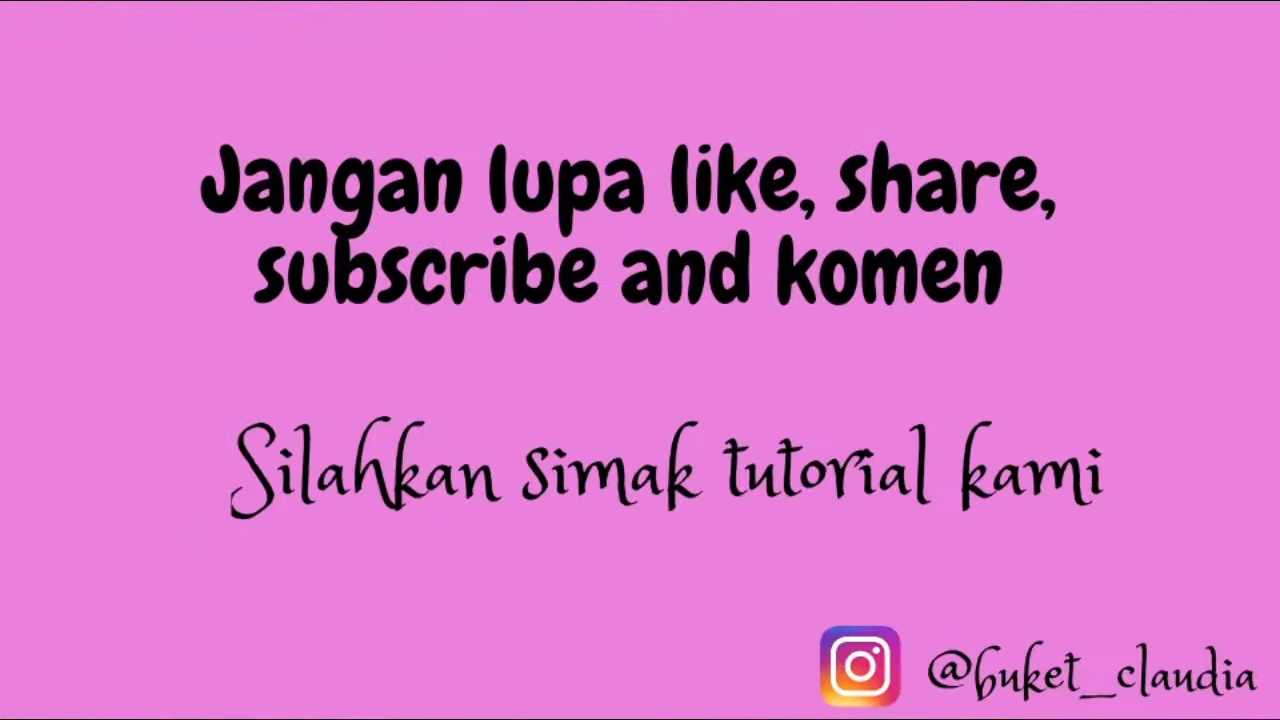 Jangan lupa like, share,
subscribe and komen
Silahkan simak tutorial kami
@buket_claudia